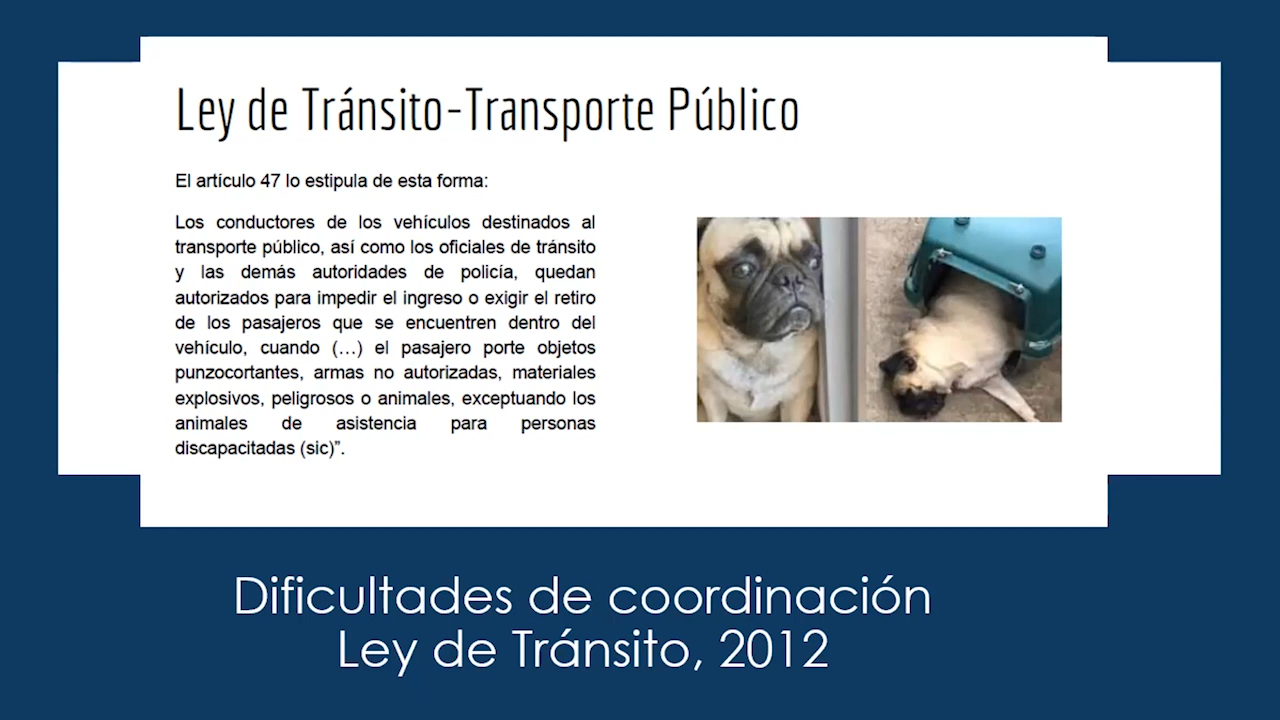 Ley de Tránsito-Transporte Público
El artículo 47 lo estipula de esta forma:
Los conductores de los vehículos destinados al
transporte público, así como los oficiales de tránsito
y las demás autoridades de policía, quedan
autorizados para impedir el ingreso o exigir el retiro
de los pasajeros que se encuentren dentro del
vehículo, cuando (…) el pasajero porte objetos
punzocortantes, armas no autorizadas, materiales
explosivos, peligrosos o animales, exceptuando los
animales de asistencia para personas
discapacitadas (sic)”.
Dificultades de coordinación
Ley de Tránsito, 2012